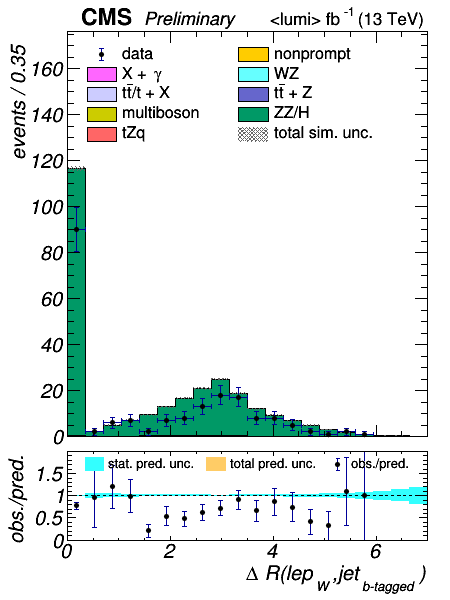 CMS Preliminary <lumi> fb⁻¹ (13 TeV)
events / 0.35
160
140
120
100
80
60
40
20
0
data
nonprompt
X + γ
WZ
tt̄/t + X
tt̄ + Z
multiboson
ZZ/H
tZq
total sim. unc.
obs./pred.
1.5
1
0.5
0
stat. pred. unc.
total pred. unc.
obs./pred.
0 2 4 6
Δ R(lep_W,jet_b-tagged)